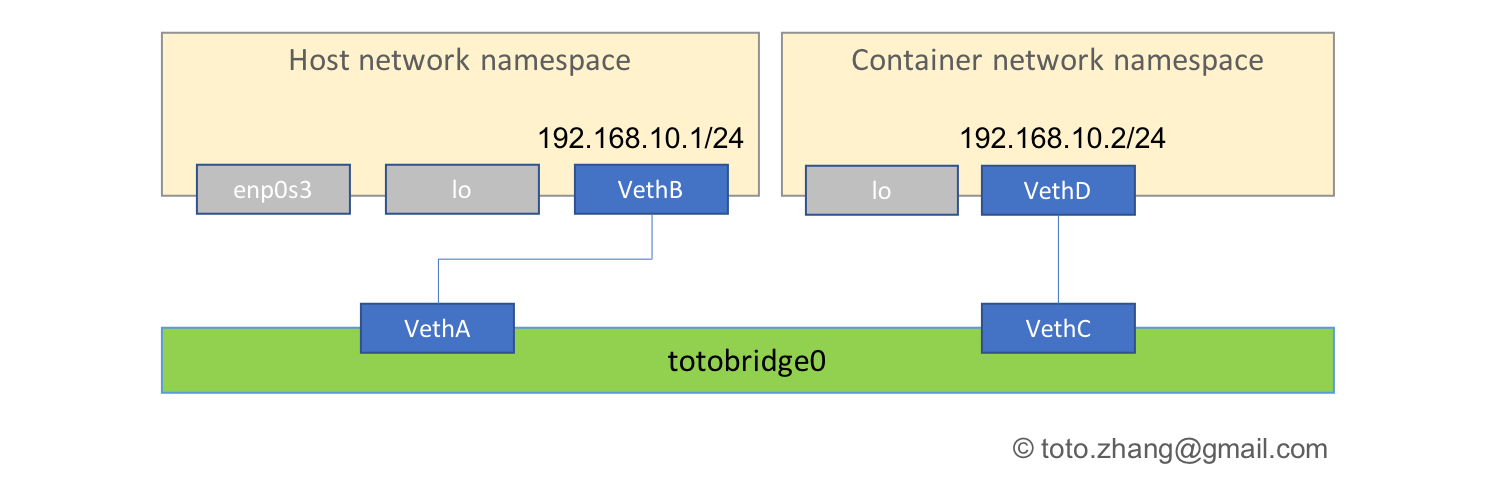 Host network namespace
Container network namespace
192.168.10.1/24
192.168.10.2/24
enp0s3
lo
VethB
lo
VethD
VethA
VethC
totobridge0
© toto.zhang@gmail.com